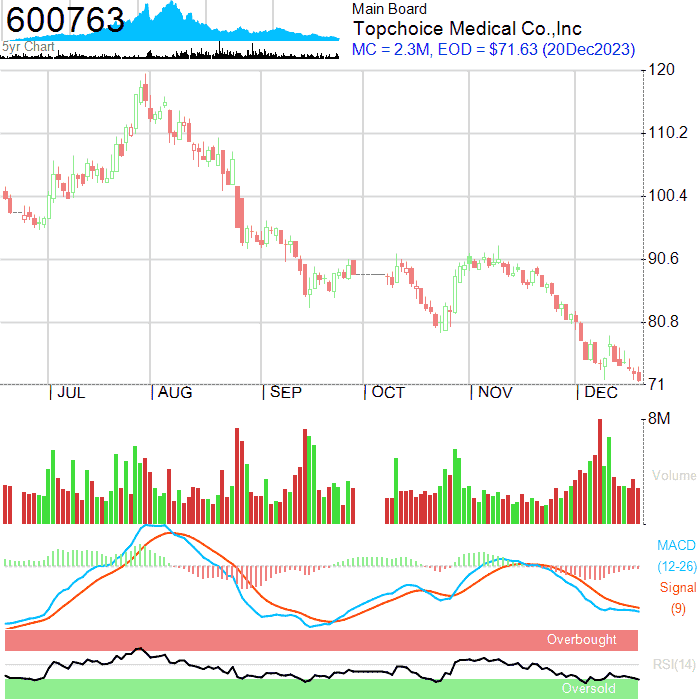 600763
5yr Chart
Main Board
Topchoice Medical Co.,Inc
MC = 2.3M, EOD = $71.63 (20Dec2023)
120
110.2
100.4
90.6
80.8
71
JUL AUG SEP OCT NOV DEC
8M
Volume
MACD
(12-26)
Signal
(9)
Overbought
RSI(14)
Oversold